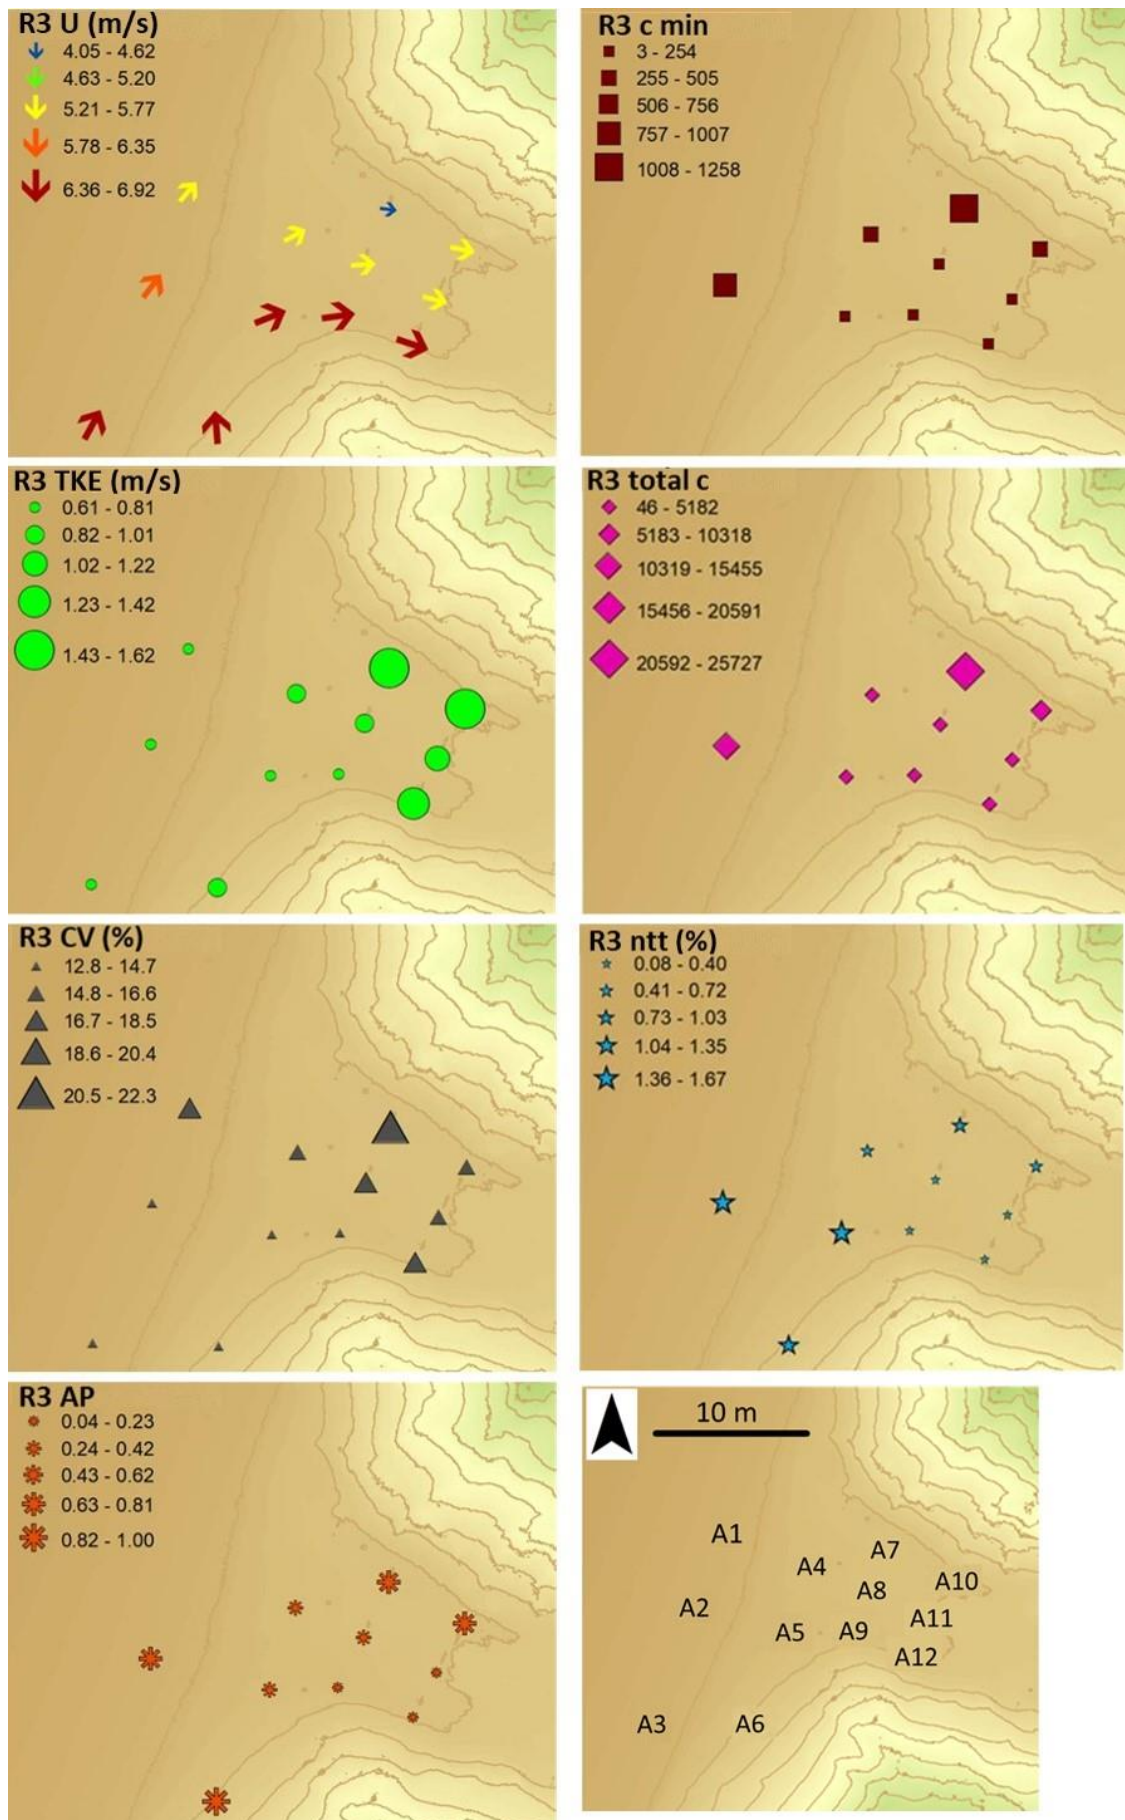 R3 U (m/s)
4.05 - 4.62
4.63 - 5.20
5.21 - 5.77
5.78 - 6.35
6.36 - 6.92
R3 c min
3 - 254
255 - 505
506 - 756
757 - 1007
1008 - 1258
R3 TKE (m/s)
0.61 - 0.81
0.82 - 1.01
1.02 - 1.22
1.23 - 1.42
1.43 - 1.62
R3 total c
46 - 5182
5183 - 10318
10319 - 15455
15456 - 20591
20592 - 25727
R3 CV (%)
12.8 - 14.7
14.8 - 16.6
16.7 - 18.5
18.6 - 20.4
20.5 - 22.3
R3 ntt (%)
0.08 - 0.40
0.41 - 0.72
0.73 - 1.03
1.04 - 1.35
1.36 - 1.67
R3 AP
0.04 - 0.23
0.24 - 0.42
0.43 - 0.62
0.63 - 0.81
0.82 - 1.00
10 m
A1
A7
A4
A10
A8
A2
A11
A5
A9
A12
A3
A6